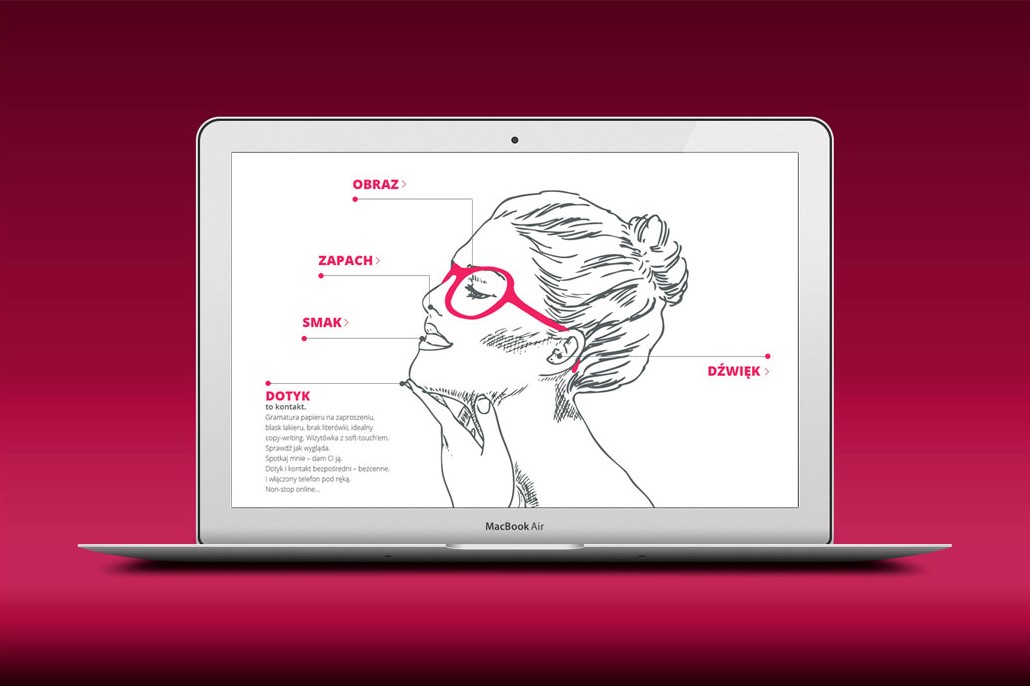 OBRAZ
ZAPACH
SMAK
DŹWIĘK
DOTYK
to kontakt.
Gramatura papieru na zaproszeniu,
blask lakieru, brak literówki, idealny
copy-writing. Wizytówka z soft-touch'em.
Sprawdź jak wygląda.
Spotkaj mnie – dam Ci ją.
Dotyk i kontakt bezpośredni – bezcenne.
I włączony telefon pod ręką.
Non-stop online...
MacBook Air